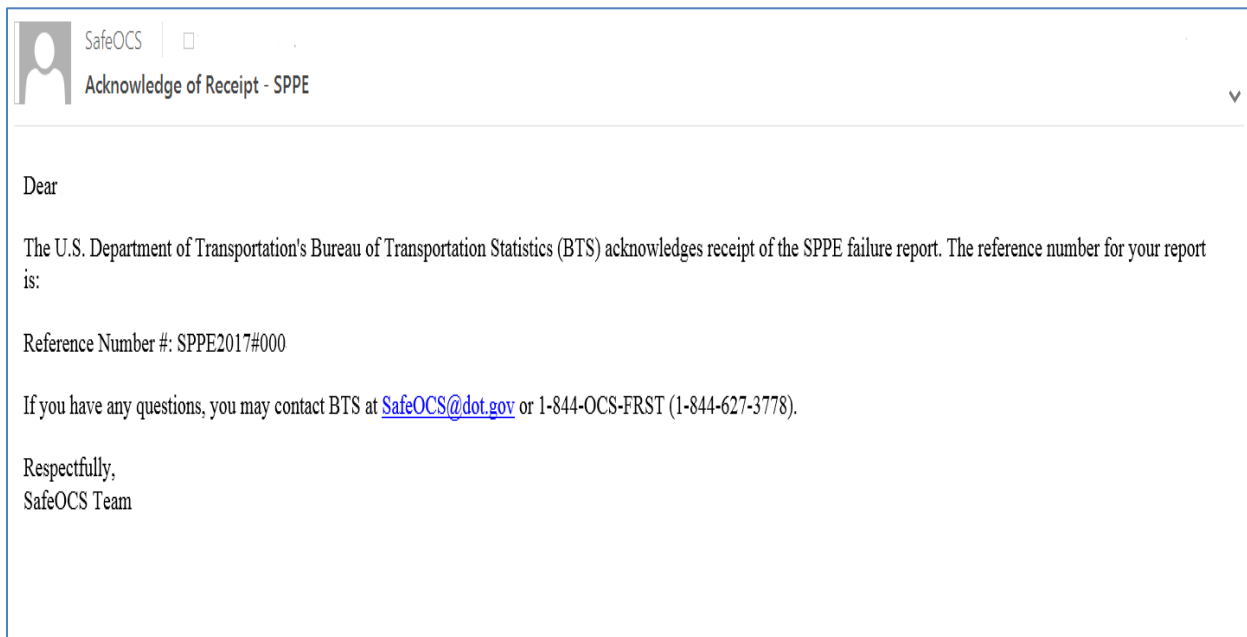 SafeOCS
Acknowledge of Receipt - SPPE
Dear
The U.S. Department of Transportation's Bureau of Transportation Statistics (BTS) acknowledges receipt of the SPPE failure report. The reference number for your report
is:
Reference Number #: SPPE2017#000
If you have any questions, you may contact BTS at SafeOCS@dot.gov or 1-844-OCS-FRST (1-844-627-3778).
Respectfully,
SafeOCS Team